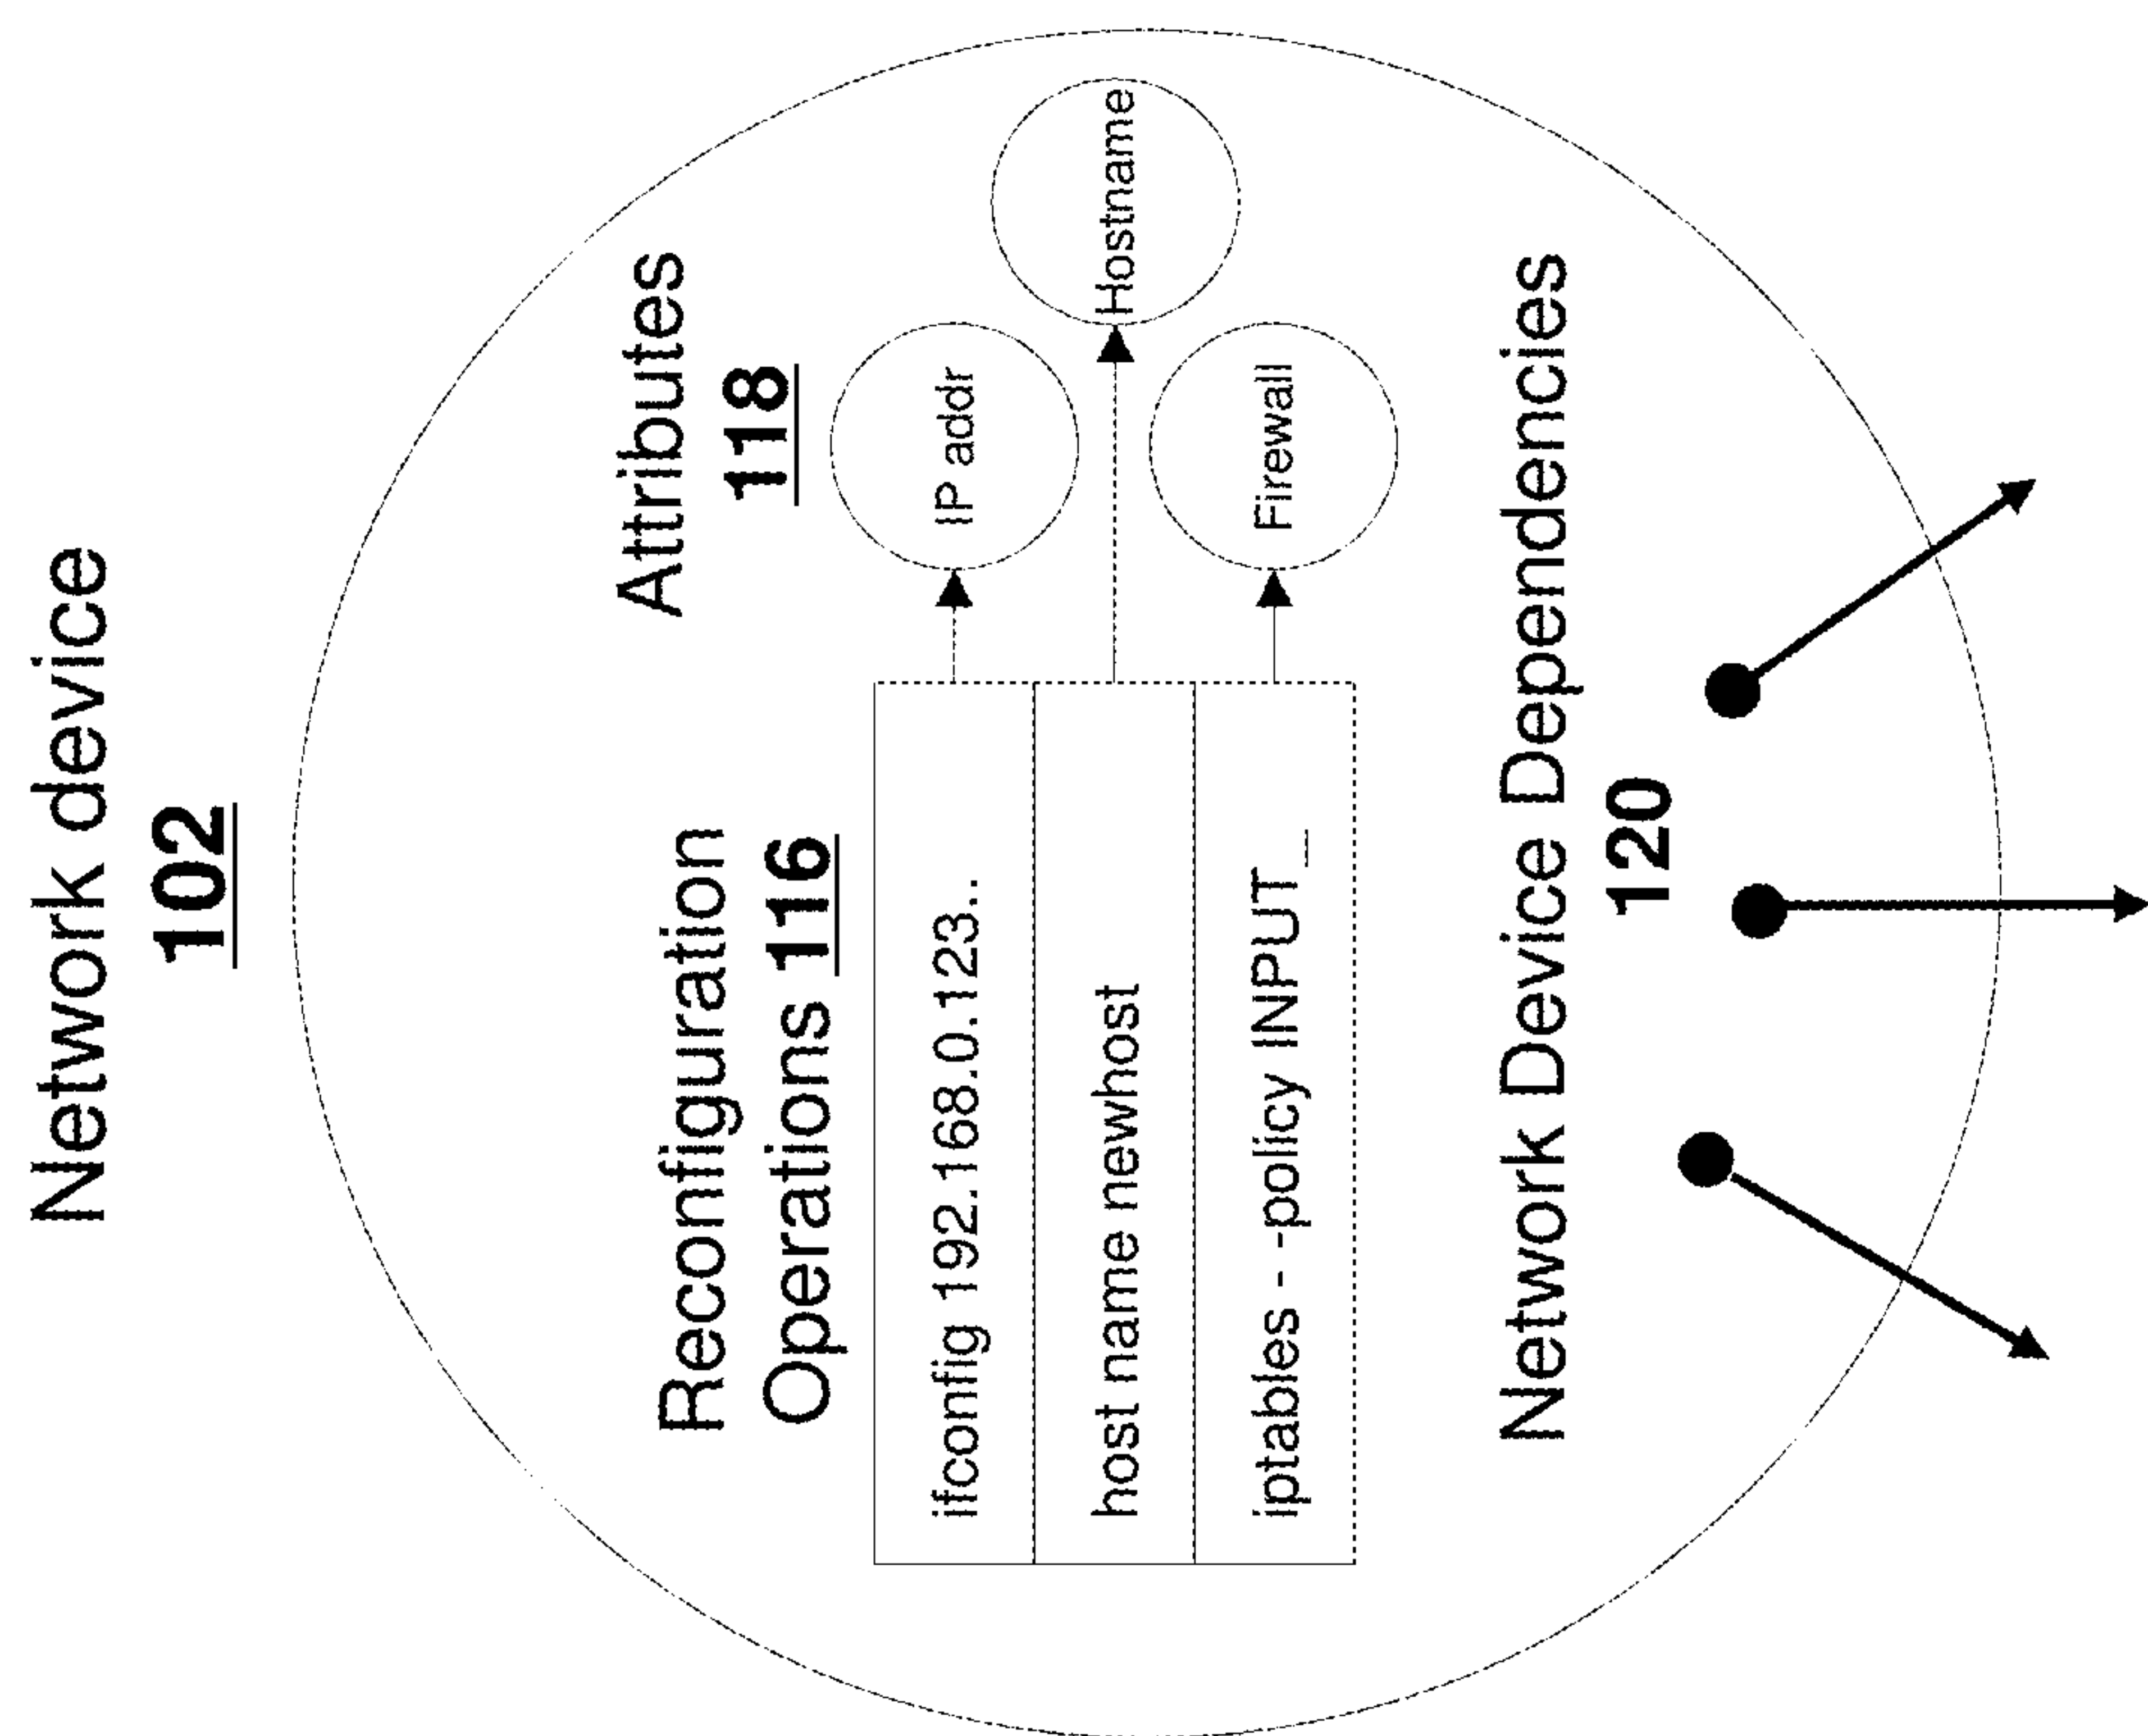 Network device
102
Reconfiguration
Operations 116
Attributes
118
ifconfig 192.168.0.123..
IP addr
host name newhost
Hostname
iptables - -policy INPUT_
Firewall
Network Device Dependencies
120